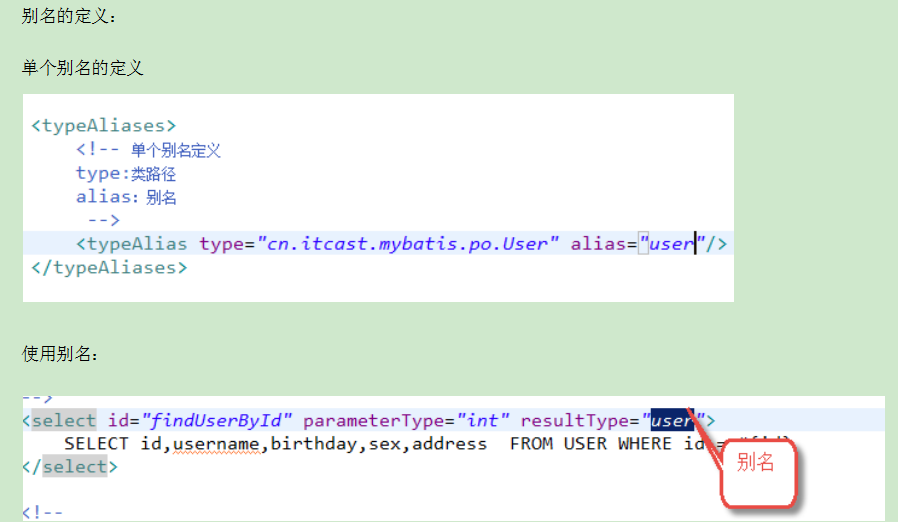 别名的定义：
单个别名的定义
<typeAliases>
<!-- 单个别名定义
type:类路径
alias：别名
-->
<typeAlias type="cn.itcast.mybatis.po.User" alias="user"/>
</typeAliases>
使用别名：
-->
<select id="findUserById" parameterType="int" resultType="user">
SELECT id,username,birthday,sex,address FROM USER WHERE id =
</select>
别名
<!--